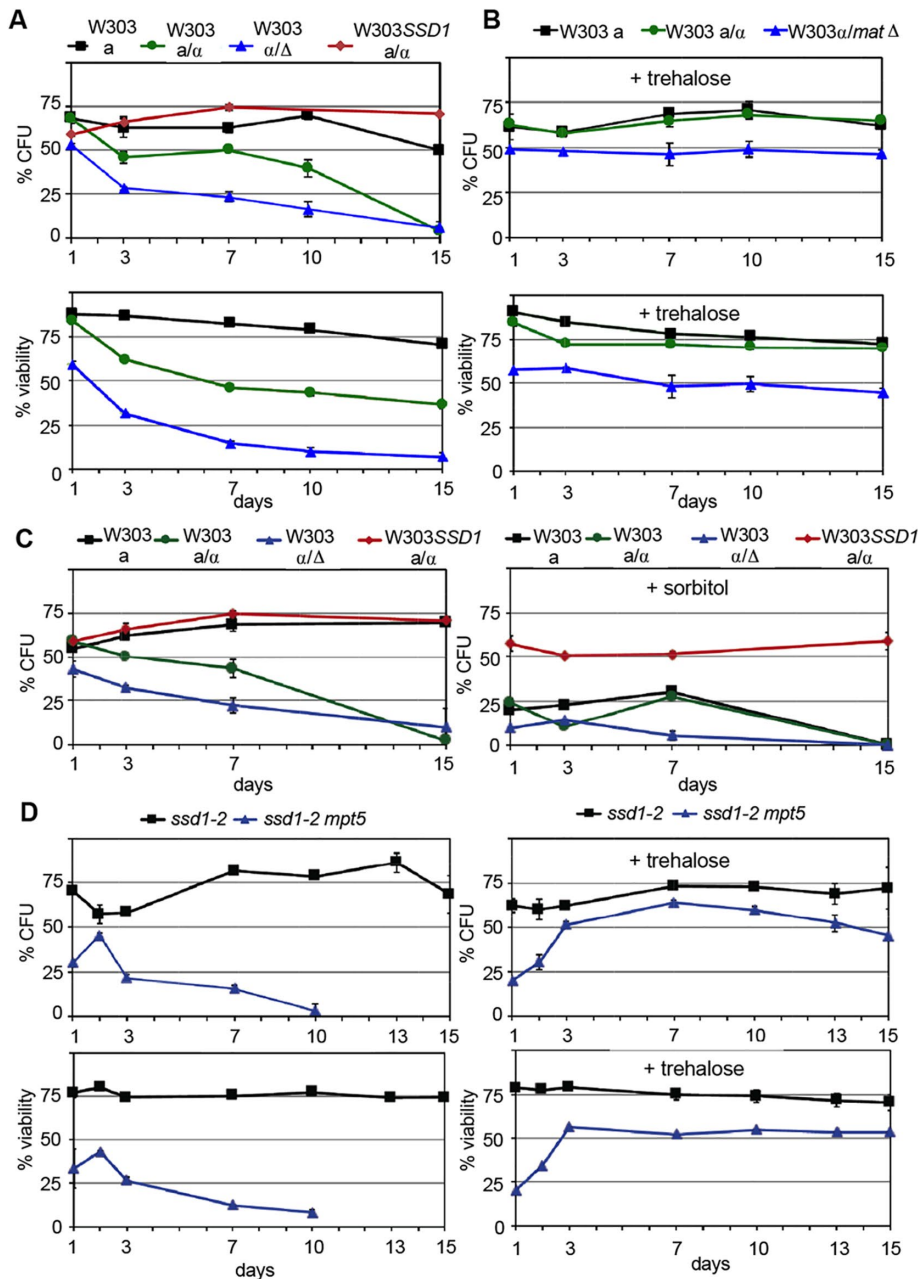 A
W303 a
W303 a/α
W303 α/Δ
W303SSD1 a/α
% CFU
75
50
25
0
1 3 7 10 15
% viability
75
50
25
0
1 3 7 10 15
days
B
W303 a
W303 a/α
W303α/mat Δ
+ trehalose
% CFU
75
50
25
0
1 3 7 10 15
+ trehalose
% viability
75
50
25
0
1 3 7 10 15
days
C
W303 a
W303 a/α
W303 α/Δ
W303SSD1 a/α
% CFU
75
50
25
0
1 3 7 15
days
W303 a
W303 a/α
W303 α/Δ
W303SSD1 a/α
+ sorbitol
% CFU
75
50
25
0
1 3 7 15
days
D
ssd1-2
ssd1-2 mpt5
% CFU
75
50
25
0
1 3 7 10 13 15
% viability
75
50
25
0
1 3 7 10 13 15
days
ssd1-2
ssd1-2 mpt5
+ trehalose
% CFU
75
50
25
0
1 3 7 10 13 15
+ trehalose
% viability
75
50
25
0
1 3 7 10 13 15
days